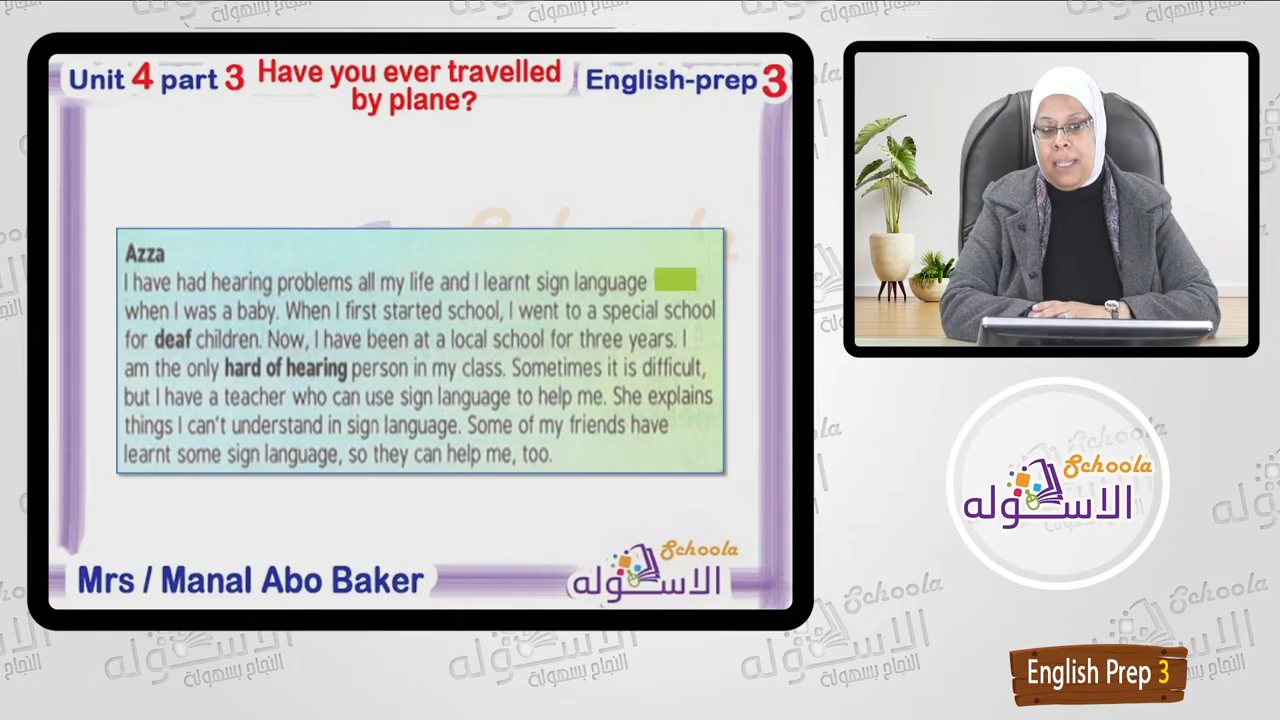 Unit 4 part 3
Have you ever travelled
by plane?
English-prep 3
Azza
I have had hearing problems all my life and I learnt sign language
when I was a baby. When I first started school, I went to a special school
for deaf children. Now, I have been at a local school for three years. I
am the only hard of hearing person in my class. Sometimes it is difficult,
but I have a teacher who can use sign language to help me. She explains
things I can't understand in sign language. Some of my friends have
learnt some sign language, so they can help me, too.
Mrs / Manal Abo Baker
Schoola
الاسكوله
Schoola
الاسكوله
English Prep 3
Schoola
الاسكوله
النجاح بسهولة